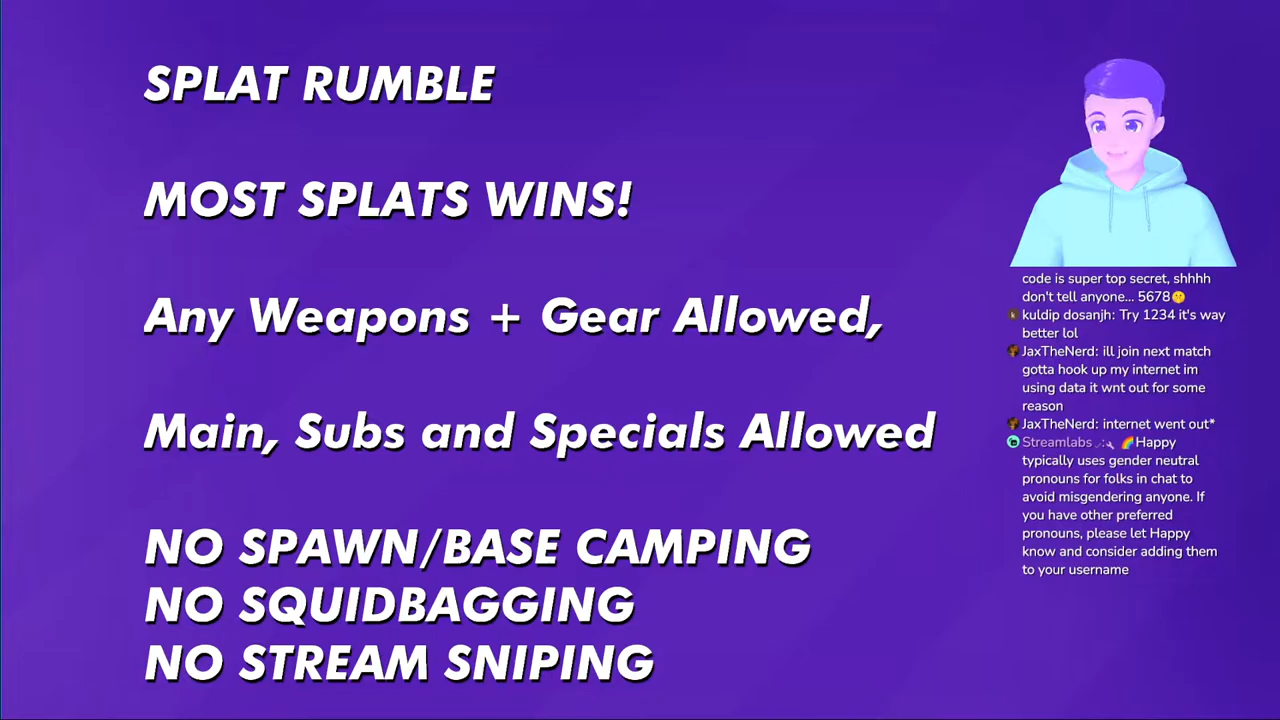 SPLAT RUMBLE
MOST SPLATS WINS!
Any Weapons + Gear Allowed,
Main, Subs and Specials Allowed
NO SPAWN/BASE CAMPING
NO SQUIDBAGGING
NO STREAM SNIPING
code is super top secret, shhhh
don't tell anyone... 5678🤫
kuldip dosanjh: Try 1234 it's way
better lol
JaxTheNerd: ill join next match
gotta hook up my internet im
using data it wnt out for some
reason
JaxTheNerd: internet went out*
Streamlabs 🌈Happy
typically uses gender neutral
pronouns for folks in chat to
avoid misgendering anyone. If
you have other preferred
pronouns, please let Happy
know and consider adding them
to your username